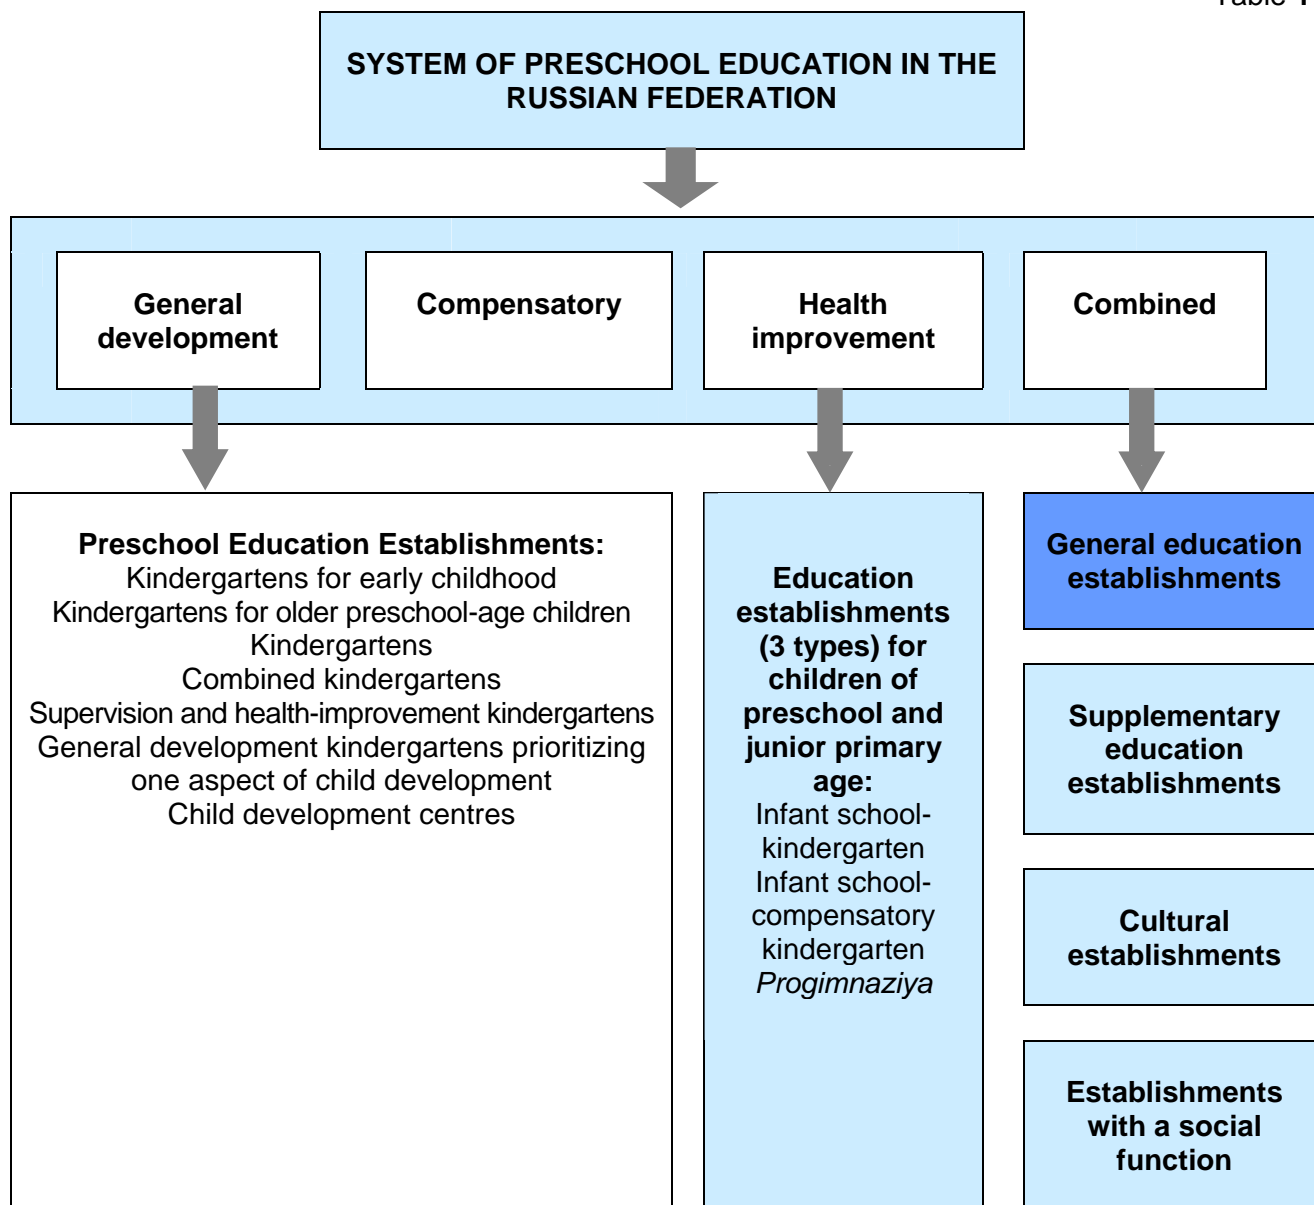 Table 1
SYSTEM OF PRESCHOOL EDUCATION IN THE
RUSSIAN FEDERATION
General
development
Compensatory
Health
improvement
Combined
Preschool Education Establishments:
Kindergartens for early childhood
Kindergartens for older preschool-age children
Kindergartens
Combined kindergartens
Supervision and health-improvement kindergartens
General development kindergartens prioritizing
one aspect of child development
Child development centres
Education
establishments
(3 types) for
children of
preschool and
junior primary
age:
Infant school-
kindergarten
Infant school-
compensatory
kindergarten
Progimnaziya
General education
establishments
Supplementary
education
establishments
Cultural
establishments
Establishments
with a social
function